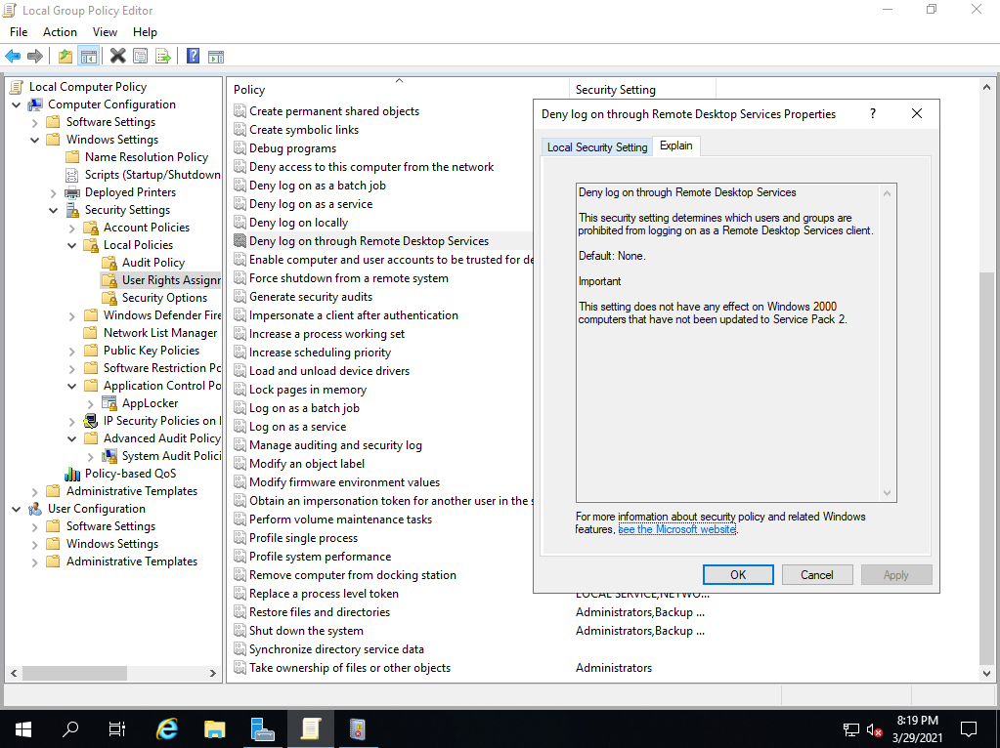 Local Group Policy Editor
File Action View Help
Local Computer Policy
Computer Configuration
Software Settings
Windows Settings
Name Resolution Policy
Scripts (Startup/Shutdown
Deployed Printers
Security Settings
Account Policies
Local Policies
Audit Policy
User Rights Assignr
Security Options
Windows Defender Fire
Network List Manager
Public Key Policies
Software Restriction Po
Application Control Po
AppLocker
IP Security Policies on
Advanced Audit Policy
System Audit Polici
Policy-based QoS
Administrative Templates
User Configuration
Software Settings
Windows Settings
Administrative Templates
Policy Security Setting
Create permanent shared objects
Create symbolic links
Debug programs
Deny access to this computer from the network
Deny log on as a batch job
Deny log on as a service
Deny log on locally
Deny log on through Remote Desktop Services
Enable computer and user accounts to be trusted for de
Force shutdown from a remote system
Generate security audits
Impersonate a client after authentication
Increase a process working set
Increase scheduling priority
Load and unload device drivers
Lock pages in memory
Log on as a batch job
Log on as a service
Manage auditing and security log
Modify an object label
Modify firmware environment values
Obtain an impersonation token for another user in the s
Perform volume maintenance tasks
Profile single process
Profile system performance
Remove computer from docking station
Replace a process level token LOCAL SERVICE,NETWO...
Restore files and directories Administrators,Backup ...
Shut down the system Administrators,Backup ...
Synchronize directory service data
Take ownership of files or other objects Administrators
Deny log on through Remote Desktop Services Properties ?
Local Security Setting Explain
Deny log on through Remote Desktop Services
This security setting determines which users and groups are
prohibited from logging on as a Remote Desktop Services client.
Default: None.
Important
This setting does not have any effect on Windows 2000
computers that have not been updated to Service Pack 2.
For more information about security policy and related Windows
features, see the Microsoft website.
OK Cancel Apply
8:19 PM
3/29/2021